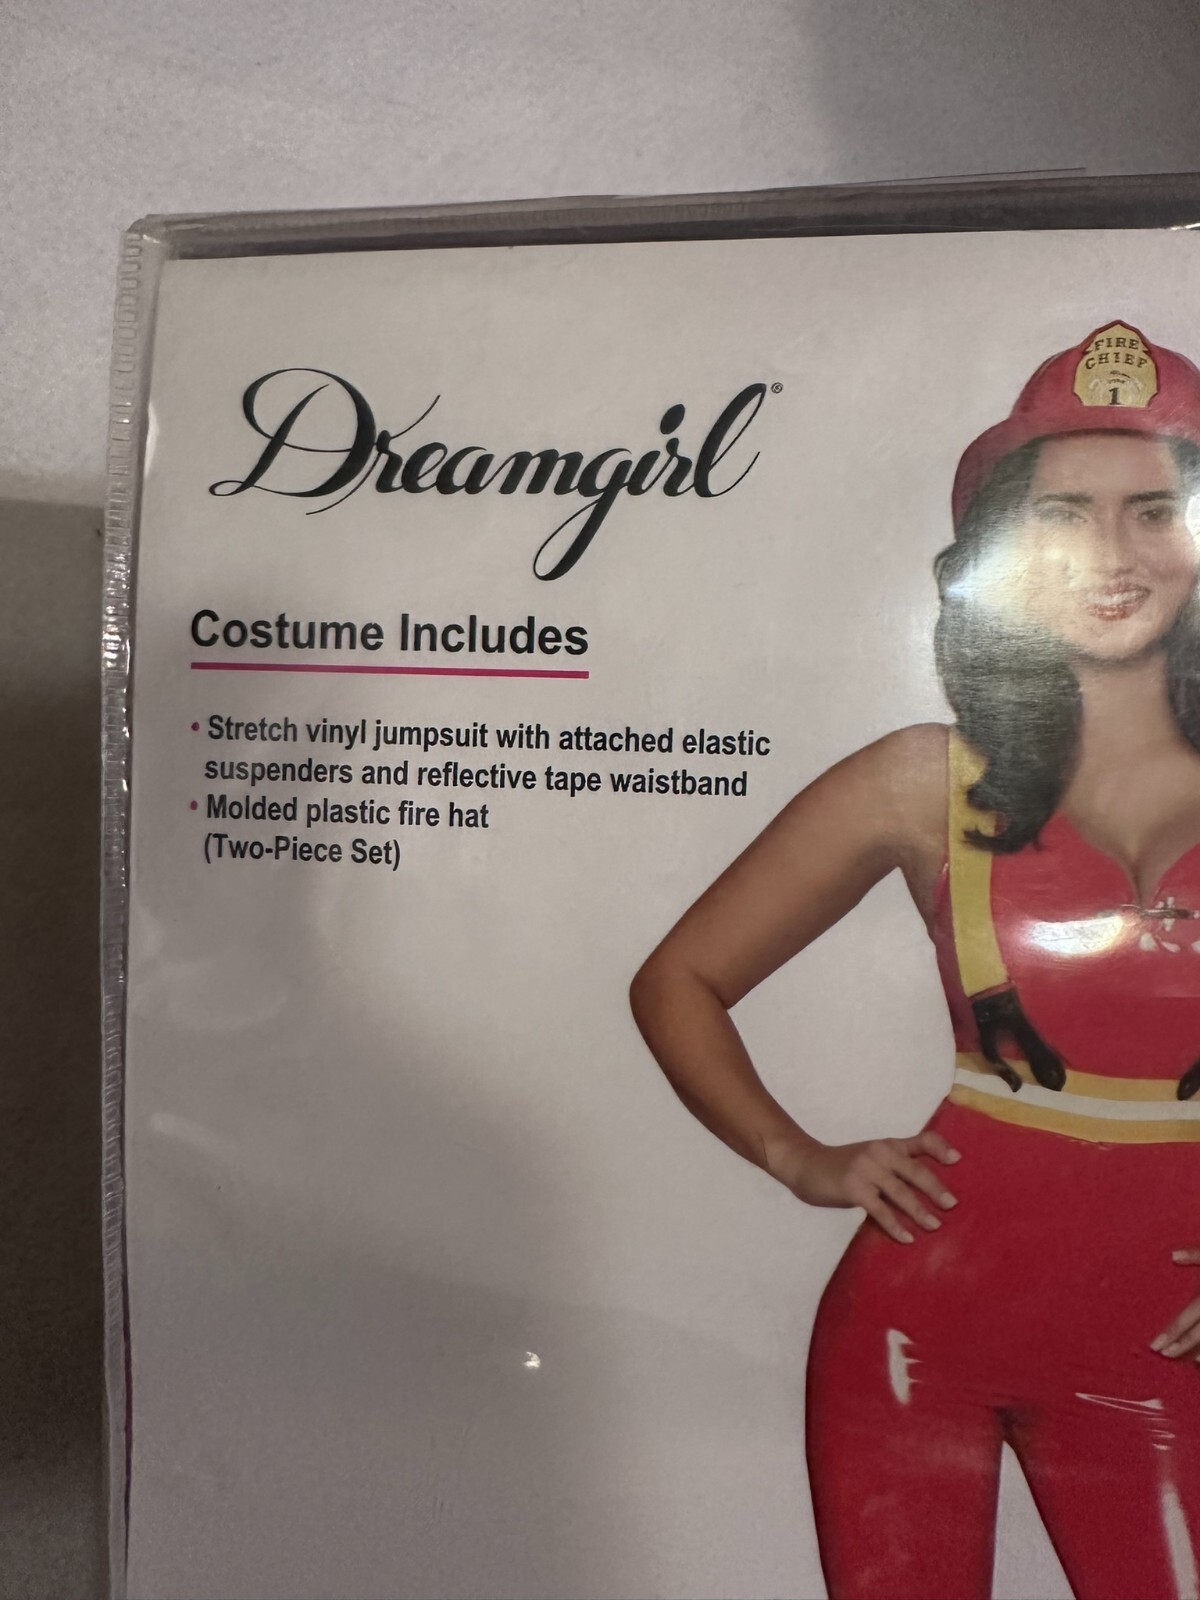 Dreamgirl®
Costume Includes
• Stretch vinyl jumpsuit with attached elastic
suspenders and reflective tape waistband
• Molded plastic fire hat
(Two-Piece Set)
FIRE
CHIEF
1